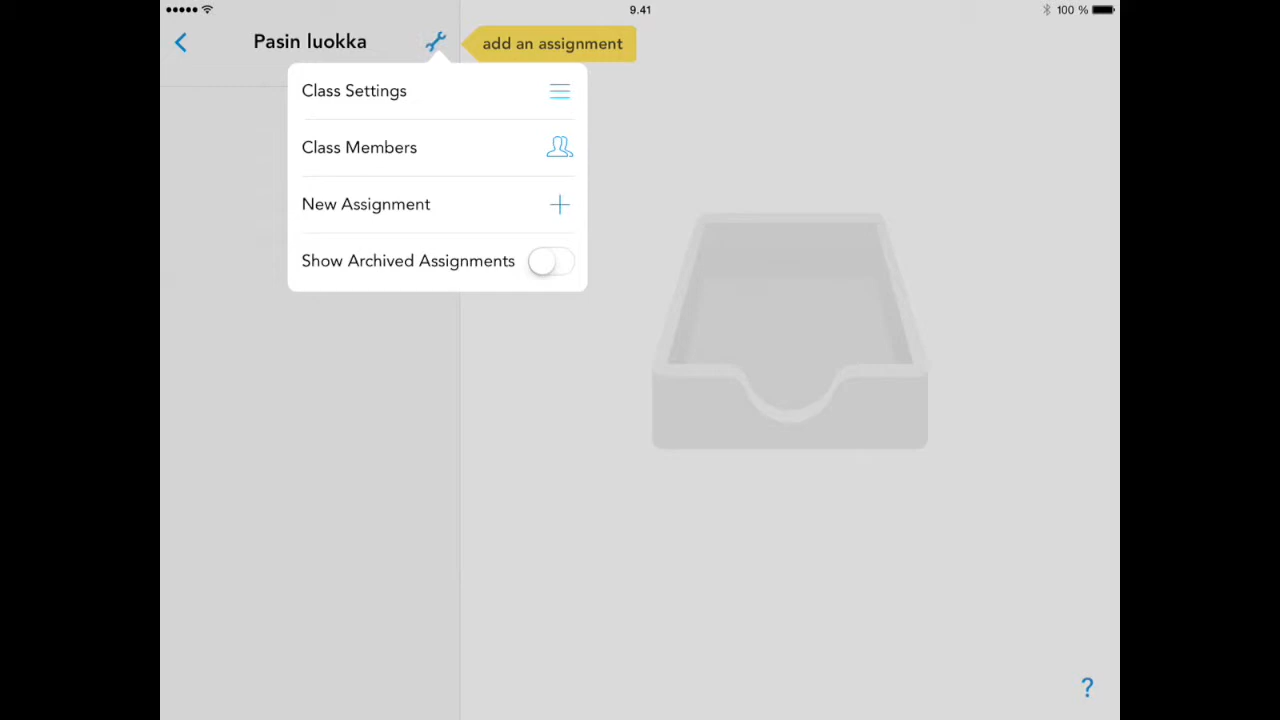 9.41
100 %
Pasin luokka
add an assignment
Class Settings
Class Members
New Assignment
Show Archived Assignments
?